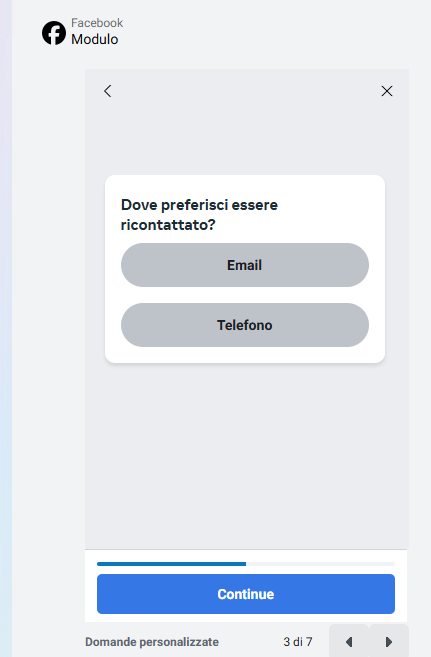 Facebook
Modulo
Dove preferisci essere
ricontattato?
Email
Telefono
Continue
Domande personalizzate
3 di 7